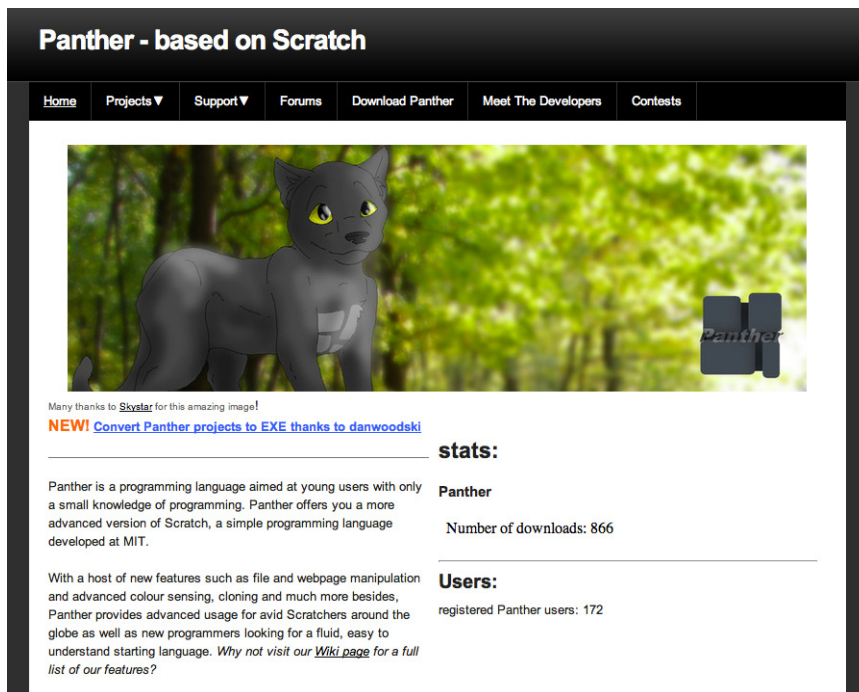 Panther - based on Scratch
Home Projects▼ Support▼ Forums Download Panther Meet The Developers Contests
Panther
Many thanks to Skystar for this amazing image!
NEW! Convert Panther projects to EXE thanks to danwoodski
Panther is a programming language aimed at young users with only
a small knowledge of programming. Panther offers you a more
advanced version of Scratch, a simple programming language
developed at MIT.
With a host of new features such as file and webpage manipulation
and advanced colour sensing, cloning and much more besides,
Panther provides advanced usage for avid Scratchers around the
globe as well as new programmers looking for a fluid, easy to
understand starting language. Why not visit our Wiki page for a full
list of our features?
stats:
Panther
Number of downloads: 866
Users:
registered Panther users: 172